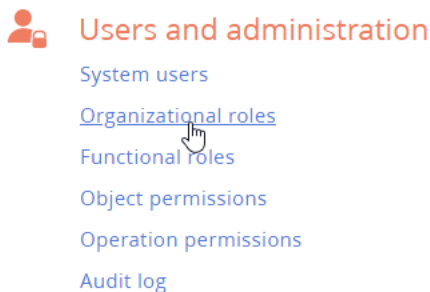 Users and administration
System users
Organizational roles
Functional roles
Object permissions
Operation permissions
Audit log